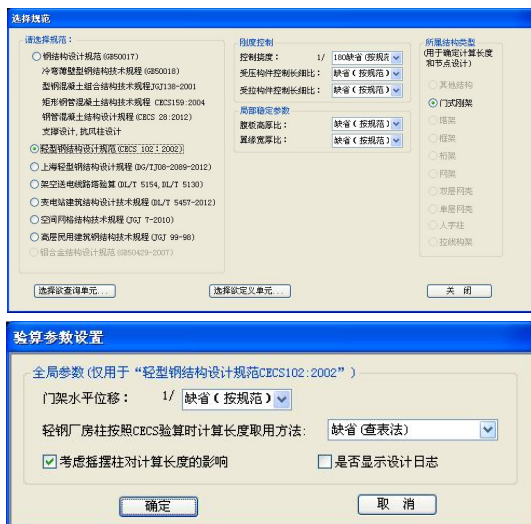 选择规范
请选择规范：
钢结构设计规范(GB50017)
冷弯薄壁型钢结构技术规程(GB50018)
型钢混凝土组合结构技术规程JGJ138-2001
矩形钢管混凝土结构技术规程 CECS159:2004
钢管混凝土结构设计规程(CECS 28:2012)
支撑设计,抗风柱设计
轻型钢结构设计规范(CECS 102：2002)
上海轻型钢结构设计规程(DG/TJ08-2089-2012)
架空送电线路塔验算(DL/T 5154,DL/T 5130)
变电站建筑结构设计技术规程(DL/T 5457-2012)
空间网格结构技术规程(JGJ 7-2010)
高层民用建筑钢结构技术规程(JGJ 99-98)
铝合金结构设计规范(GB50429-2007)
刚度控制
控制挠度： 1/ 180缺省(按规范
受压构件控制长细比： 缺省(按规范)
受拉构件控制长细比： 缺省(按规范)
局部稳定参数
腹板高厚比： 缺省(按规范)
翼缘宽厚比： 缺省(按规范)
所属结构类型
(用于确定计算长度
和节点设计)
其他结构
门式刚架
塔架
框架
桁架
网架
双层网壳
单层网壳
人字柱
拉线构架
选择欲查询单元...
选择欲定义单元...
关 闭
验算参数设置
全局参数(仅用于“轻型钢结构设计规范CECS102:2002”)
门架水平位移： 1/ 缺省(按规范)
轻钢厂房柱按照CECS验算时计算长度取用方法: 缺省(查表法)
考虑摇摆柱对计算长度的影响
是否显示设计日志
确定
取 消